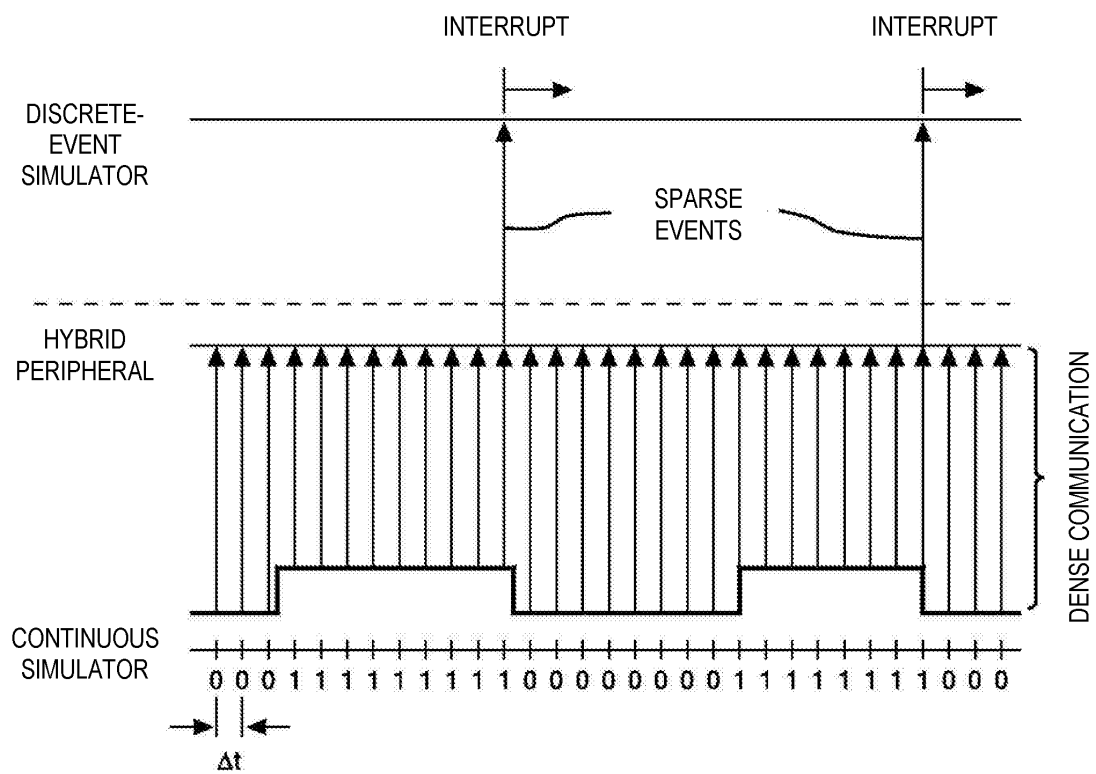 INTERRUPT
INTERRUPT
DISCRETE-
EVENT
SIMULATOR
SPARSE
EVENTS
HYBRID
PERIPHERAL
DENSE COMMUNICATION
CONTINUOUS
SIMULATOR
0 0 0 1 1 1 1 1 1 1 1 1 0 0 0 0 0 0 0 0 1 1 1 1 1 1 1 1 0 0 0
Δt